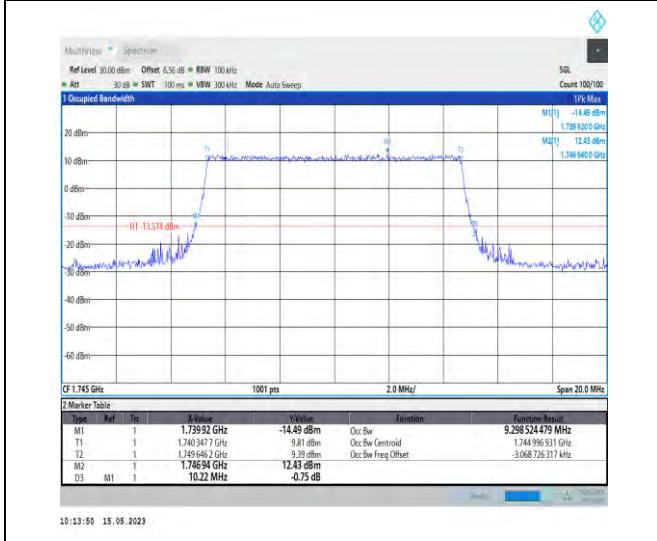 MultiView Spectrum
Ref Level 30.00 dBm Offset 6.56 dB RBW 100 kHz SGL
Att 30 dB SWT 100 ms VBW 300 kHz Mode Auto Sweep Count 100/100
1 Occupied Bandwidth 1Pk Max
M1[1] -14.49 dBm
1.739 920 0 GHz
20 dBm 12.43 dBm
1.746 940 0 GHz
T1 T2
10 dBm
0 dBm
-10 dBm
H1 -13.574 dBm
-20 dBm
-30 dBm
-40 dBm
-50 dBm
-60 dBm
CF 1.745 GHz 1001 pts 2.0 MHz/ Span 20.0 MHz
2 Marker Table
Type Ref Trc X-Value Y-Value Function Function Result
M1 1 1.739 92 GHz -14.49 dBm Occ Bw 9.298 524 479 MHz
T1 1 1.740 347 7 GHz 9.81 dBm Occ Bw Centroid 1.744 996 931 GHz
T2 1 1.749 646 2 GHz 9.39 dBm Occ Bw Freq Offset -3.068 726 317 kHz
M2 1 1.746 94 GHz 12.43 dBm
D3 M1 1 10.22 MHz -0.75 dB
10:13:50 15.05.2023